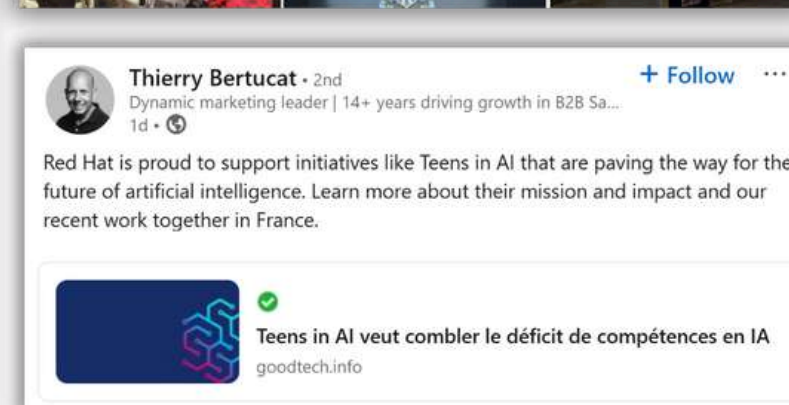 Thierry Bertucat • 2nd
+ Follow ...
Dynamic marketing leader | 14+ years driving growth in B2B Sa...
1d •
Red Hat is proud to support initiatives like Teens in AI that are paving the way for the
future of artificial intelligence. Learn more about their mission and impact and our
recent work together in France.
Teens in AI veut combler le déficit de compétences en IA
goodtech.info